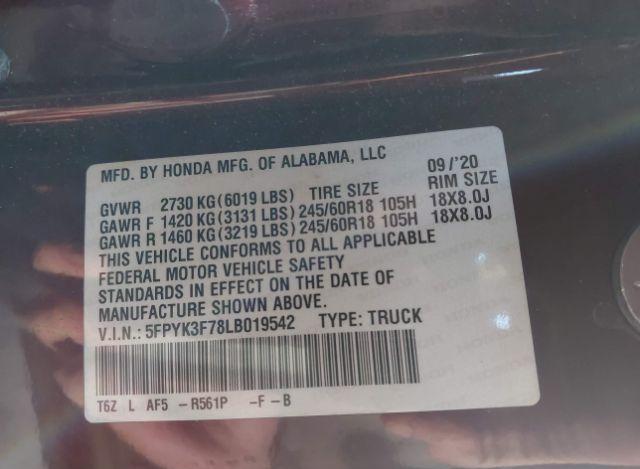 MFD. BY HONDA MFG. OF ALABAMA, LLC 09/'20
GVWR 2730 KG (6019 LBS) TIRE SIZE RIM SIZE
GAWR F 1420 KG (3131 LBS) 245/60R18 105H 18X8.0J
GAWR R 1460 KG (3219 LBS) 245/60R18 105H 18X8.0J
THIS VEHICLE CONFORMS TO ALL APPLICABLE
FEDERAL MOTOR VEHICLE SAFETY
STANDARDS IN EFFECT ON THE DATE OF
MANUFACTURE SHOWN ABOVE.
V.I.N.: 5FPYK3F78LB019542 TYPE: TRUCK
T6Z L AF5 -R561P -F-B